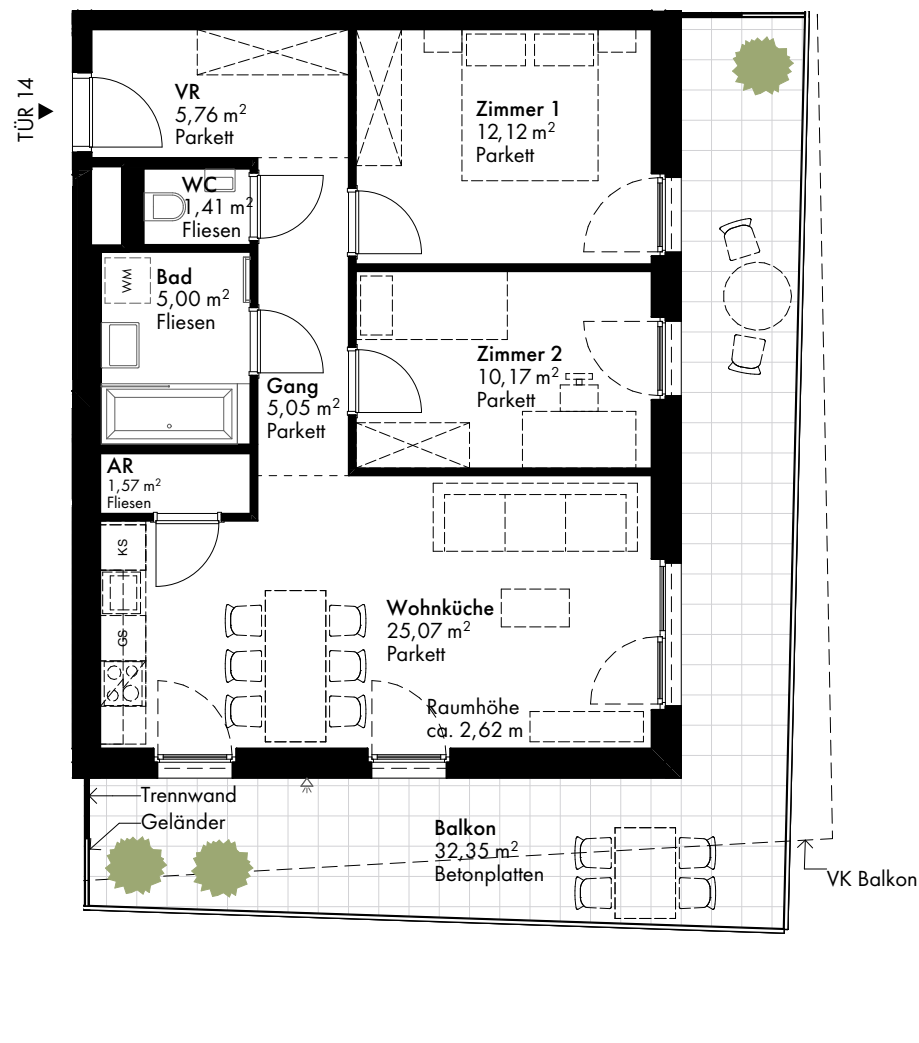 TÜR 14
VR
5,76 m²
Parkett
Zimmer 1
12,12 m²
Parkett
WC
1,41 m²
Fliesen
Bad
5,00 m²
Fliesen
WM
Zimmer 2
10,17 m²
Parkett
Gang
5,05 m²
Parkett
AR
1,57 m²
Fliesen
KS
GS
Wohnküche
25,07 m²
Parkett
Raumhöhe
ca. 2,62 m
Trennwand
Geländer
Balkon
32,35 m²
Betonplatten
VK Balkon